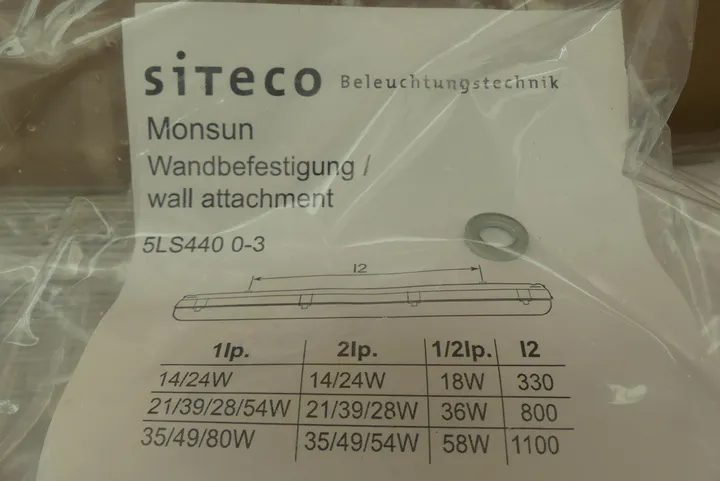 siteco Beleuchtungstechnik
Monsun
Wandbefestigung /
wall attachment
5LS440 0-3
l2
1lp. 2lp. 1/2lp. l2
14/24W 14/24W 18W 330
21/39/28/54W 21/39/28W 36W 800
35/49/80W 35/49/54W 58W 1100